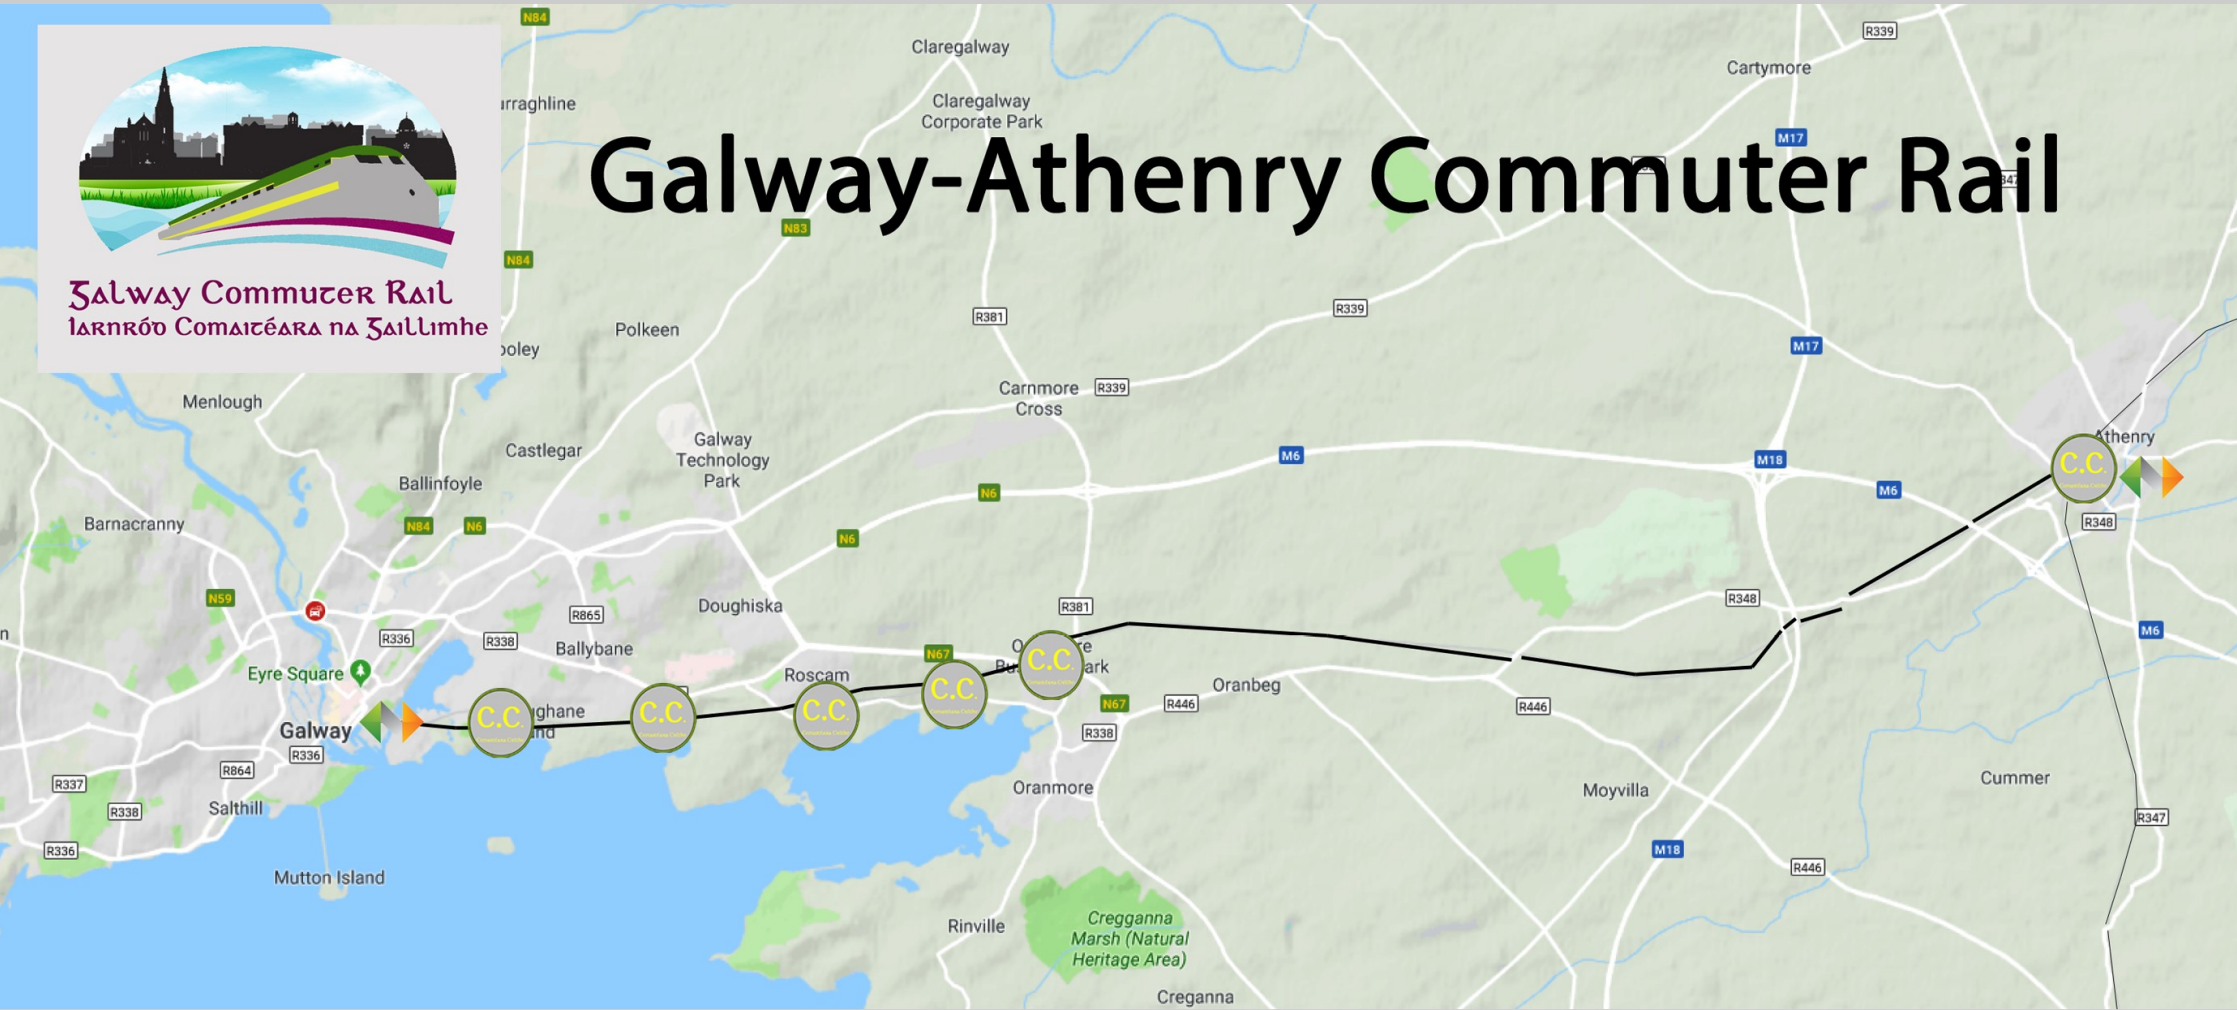 Galway Commuter Rail
Iarnród Comaitéara na Gaillimhe
Galway-Athenry Commuter Rail
N84
Claregalway
R339
Cartymore
Claregalway
Corporate Park
M17
N83
N84
R381
R339
Polkeen
M17
Carnmore
Cross
R339
Menlough
Castlegar
Galway
Technology
Park
M6
M18
Athenry
C.C.
Ballinfoyle
N6
M6
Barnacranny
N84
N6
R348
N6
N59
R865
Doughiska
R381
R348
R336
R338
Ballybane
M6
N67
C.C.
Eyre Square
Roscam
Oranbeg
C.C.
N67
R446
R446
C.C.
C.C.
C.C.
Galway
R338
R336
R864
R337
Oranmore
Moyvilla
Cummer
Salthill
R338
R347
R336
M18
R446
Mutton Island
Rinville
Cregganna
Marsh (Natural
Heritage Area)
Creganna